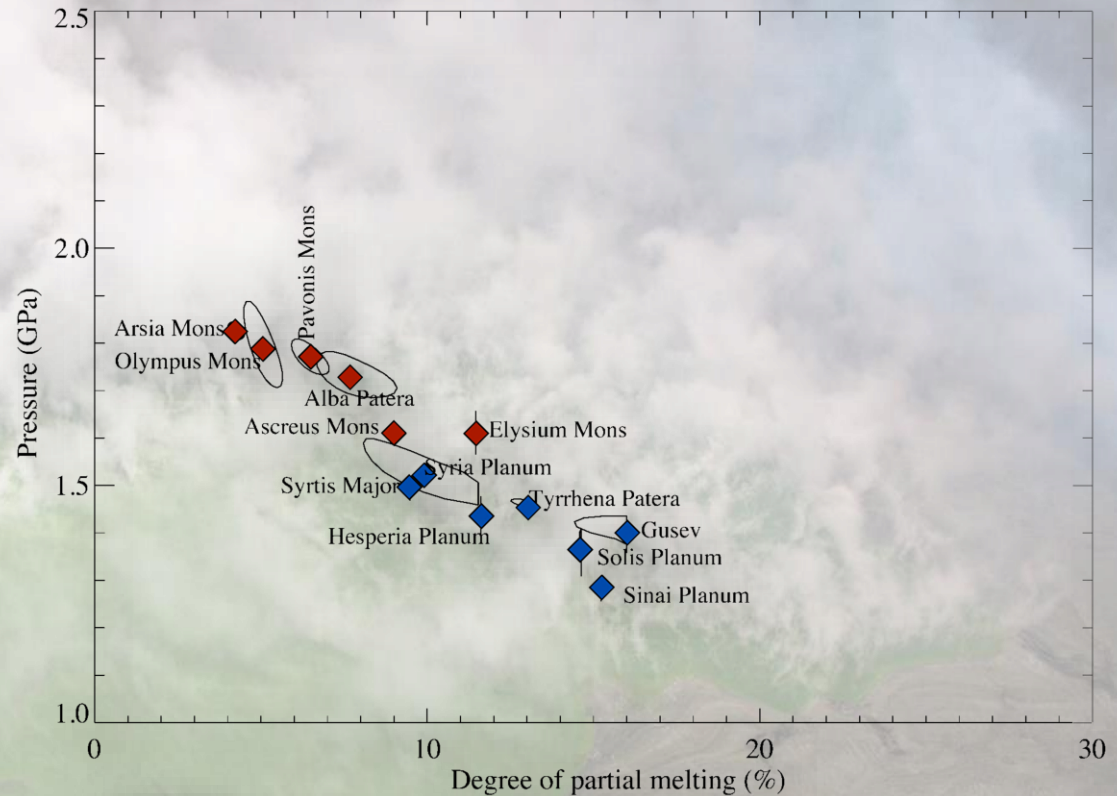 2.5
2.0
1.5
1.0
Pressure (GPa)
Pavonis Mons
Arsia Mons
Olympus Mons
Alba Patera
Ascreus Mons
Elysium Mons
Syria Planum
Syrtis Major
Tyrrhena Patera
Hesperia Planum
Gusev
Solis Planum
Sinai Planum
0 10 20 30
Degree of partial melting (%)